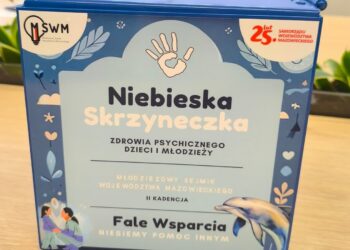 MSWM
25 lat
SAMORZĄDU
WOJEWÓDZTWA
MAZOWIECKIEGO
Niebieska
Skrzyneczka
ZDROWIA PSYCHICZNEGO
DZIECI I MŁODZIEŻY
MŁODZIEŻOWY SEJMIK
WOJEWÓDZTWA MAZOWIECKIEGO
II KADENCJA
Fale Wsparcia
NIESIEMY POMOC INNYM